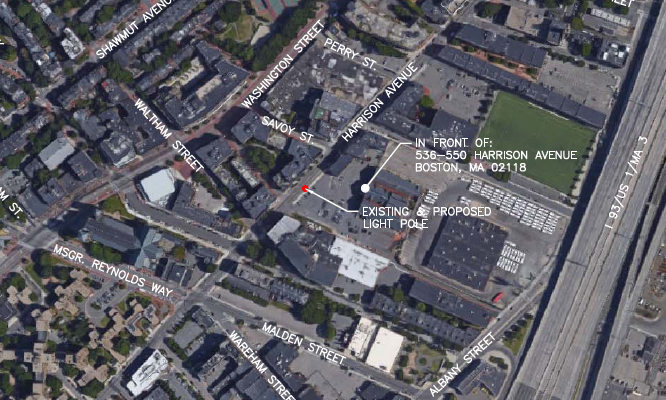 SHAWMUT AVENUE
WASHINGTON STREET
PERRY ST.
HARRISON AVENUE
WALTHAM STREET
SAVOY ST
IN FRONT OF:
536-550 HARRISON AVENUE
BOSTON, MA 02118
I 93/US 1/MA 3
EXISTING & PROPOSED
LIGHT POLE
ST.
MSGR. REYNOLDS WAY
MALDEN STREET
WAREHAM STREET
ALBANY STREET